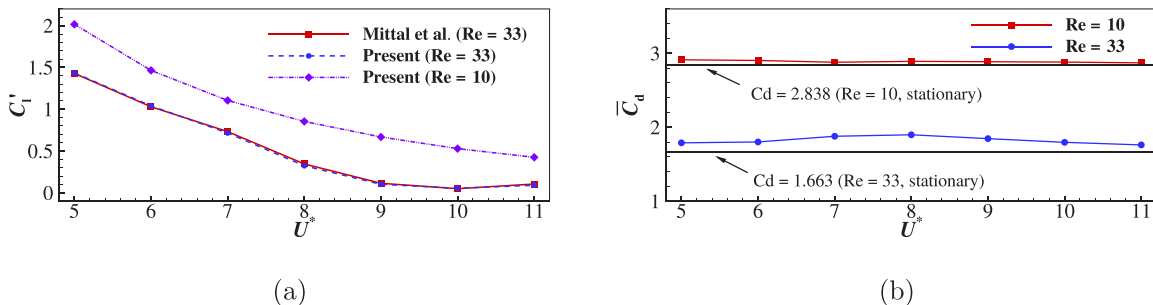 2
1.5
1
0.5
0
C'l
5
6
7
8
9
10
11
U*
Mittal et al. (Re = 33)
Present (Re = 33)
Present (Re = 10)
(a)
3
2
1
C̅d
5
6
7
8
9
10
11
U*
Re = 10
Re = 33
Cd = 2.838 (Re = 10, stationary)
Cd = 1.663 (Re = 33, stationary)
(b)